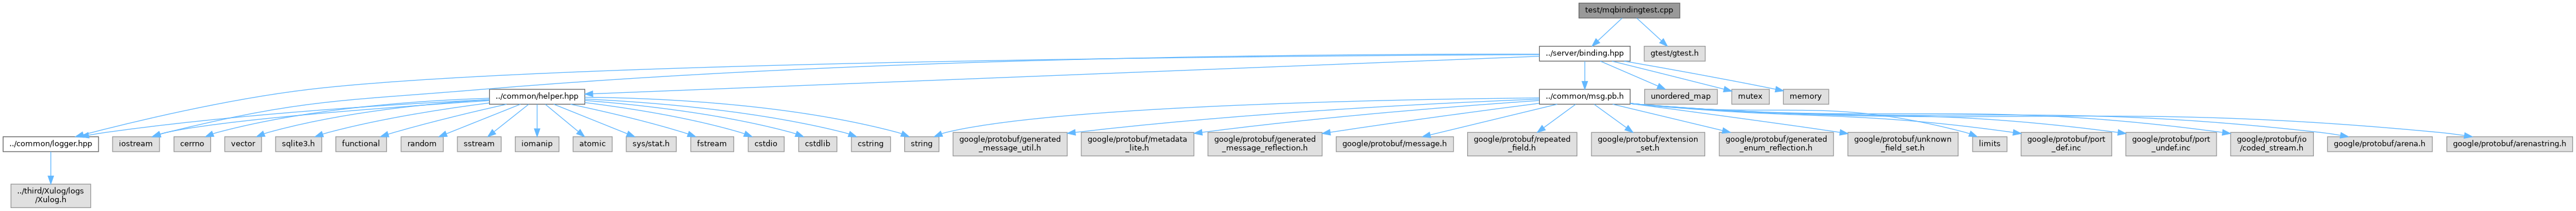 test/mqbindingtest.cpp
../server/binding.hpp
gtest/gtest.h
../common/helper.hpp
../common/msg.pb.h
unordered_map
mutex
memory
../common/logger.hpp
iostream
cerrno
vector
sqlite3.h
functional
random
sstream
iomanip
atomic
sys/stat.h
fstream
cstdio
cstdlib
cstring
string
google/protobuf/generated
_message_util.h
google/protobuf/metadata
_lite.h
google/protobuf/generated
_message_reflection.h
google/protobuf/message.h
google/protobuf/repeated
_field.h
google/protobuf/extension
_set.h
google/protobuf/generated
_enum_reflection.h
google/protobuf/unknown
_field_set.h
limits
google/protobuf/port
_def.inc
google/protobuf/port
_undef.inc
google/protobuf/io
/coded_stream.h
google/protobuf/arena.h
google/protobuf/arenastring.h
../third/Xulog/logs
/Xulog.h